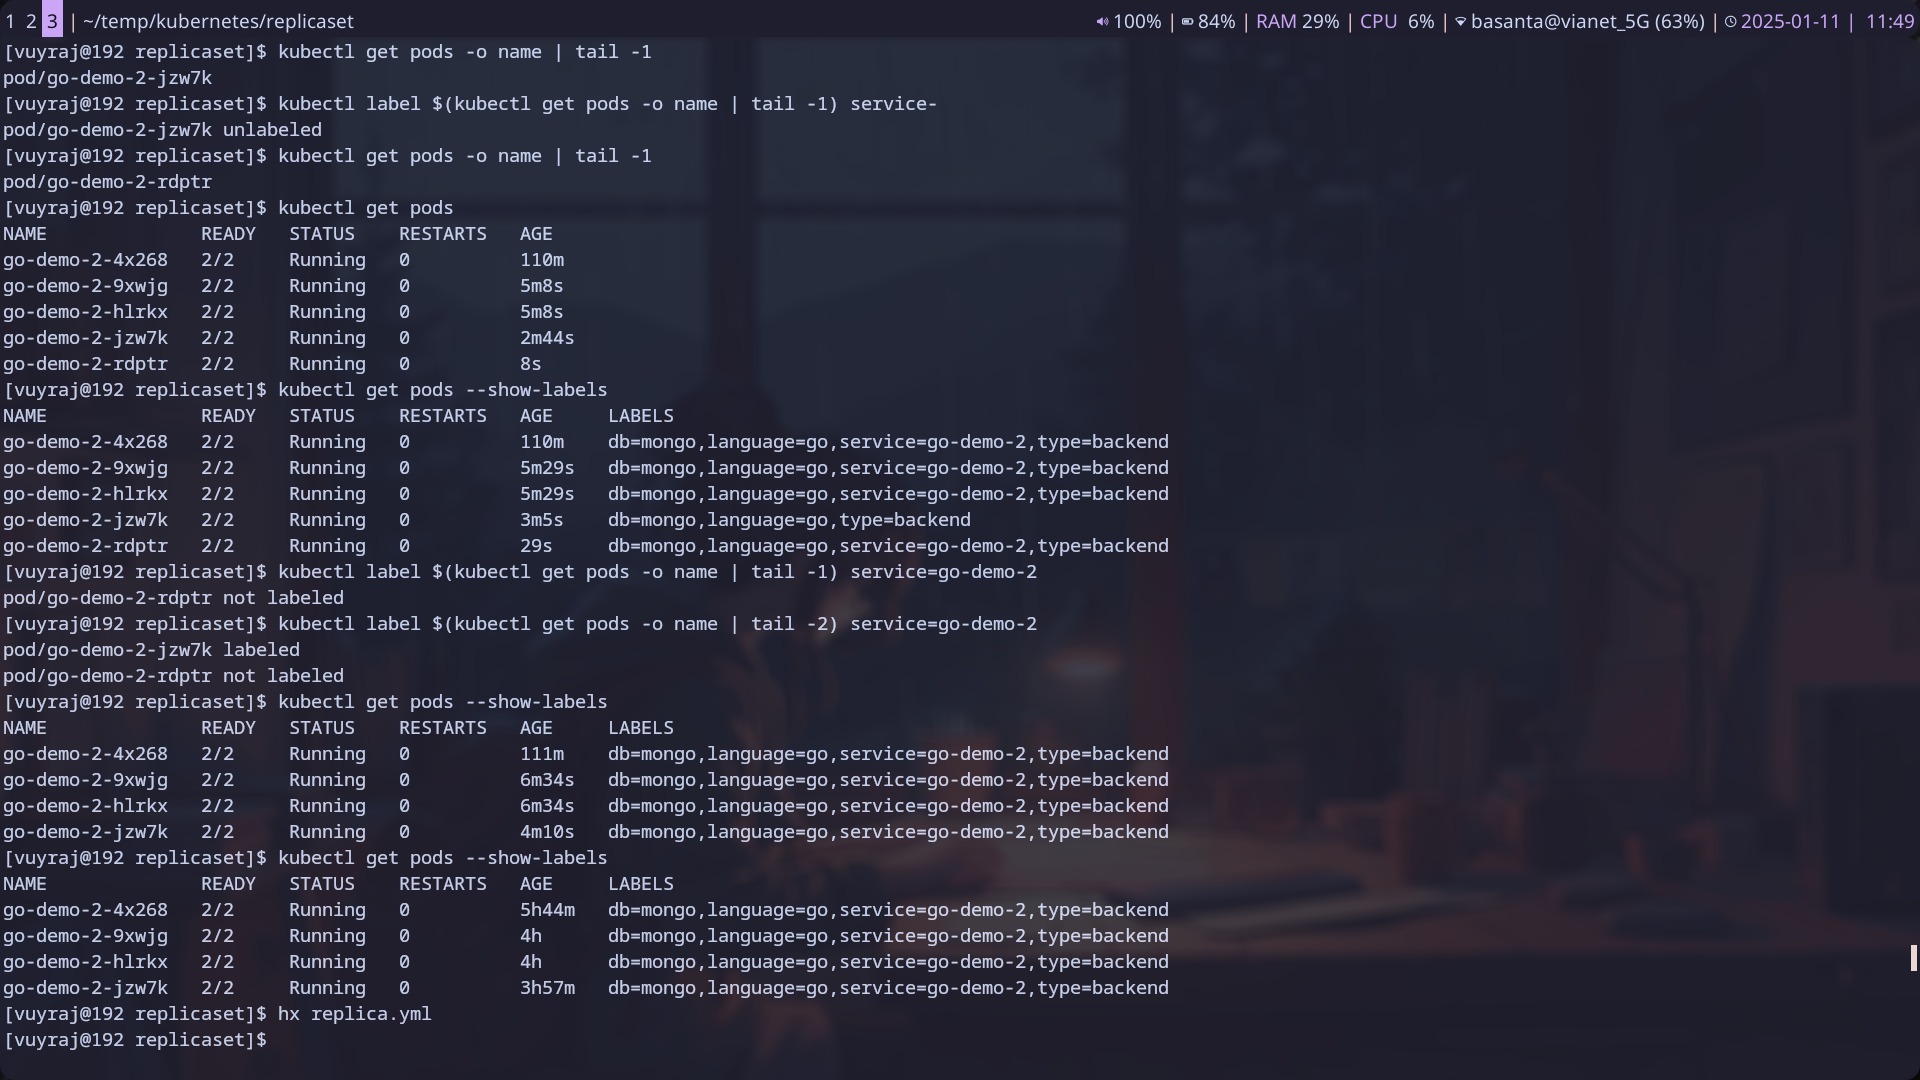 1 2 3 | ~/temp/kubernetes/replicaset 100% | 84% | RAM 29% | CPU 6% | basanta@vianet_5G (63%) | 2025-01-11 | 11:49
[vuyraj@192 replicaset]$ kubectl get pods -o name | tail -1
pod/go-demo-2-jzw7k
[vuyraj@192 replicaset]$ kubectl label $(kubectl get pods -o name | tail -1) service-
pod/go-demo-2-jzw7k unlabeled
[vuyraj@192 replicaset]$ kubectl get pods -o name | tail -1
pod/go-demo-2-rdptr
[vuyraj@192 replicaset]$ kubectl get pods
NAME READY STATUS RESTARTS AGE
go-demo-2-4x268 2/2 Running 0 110m
go-demo-2-9xwjg 2/2 Running 0 5m8s
go-demo-2-hlrkx 2/2 Running 0 5m8s
go-demo-2-jzw7k 2/2 Running 0 2m44s
go-demo-2-rdptr 2/2 Running 0 8s
[vuyraj@192 replicaset]$ kubectl get pods --show-labels
NAME READY STATUS RESTARTS AGE LABELS
go-demo-2-4x268 2/2 Running 0 110m db=mongo,language=go,service=go-demo-2,type=backend
go-demo-2-9xwjg 2/2 Running 0 5m29s db=mongo,language=go,service=go-demo-2,type=backend
go-demo-2-hlrkx 2/2 Running 0 5m29s db=mongo,language=go,service=go-demo-2,type=backend
go-demo-2-jzw7k 2/2 Running 0 3m5s db=mongo,language=go,type=backend
go-demo-2-rdptr 2/2 Running 0 29s db=mongo,language=go,service=go-demo-2,type=backend
[vuyraj@192 replicaset]$ kubectl label $(kubectl get pods -o name | tail -1) service=go-demo-2
pod/go-demo-2-rdptr not labeled
[vuyraj@192 replicaset]$ kubectl label $(kubectl get pods -o name | tail -2) service=go-demo-2
pod/go-demo-2-jzw7k labeled
pod/go-demo-2-rdptr not labeled
[vuyraj@192 replicaset]$ kubectl get pods --show-labels
NAME READY STATUS RESTARTS AGE LABELS
go-demo-2-4x268 2/2 Running 0 111m db=mongo,language=go,service=go-demo-2,type=backend
go-demo-2-9xwjg 2/2 Running 0 6m34s db=mongo,language=go,service=go-demo-2,type=backend
go-demo-2-hlrkx 2/2 Running 0 6m34s db=mongo,language=go,service=go-demo-2,type=backend
go-demo-2-jzw7k 2/2 Running 0 4m10s db=mongo,language=go,service=go-demo-2,type=backend
[vuyraj@192 replicaset]$ kubectl get pods --show-labels
NAME READY STATUS RESTARTS AGE LABELS
go-demo-2-4x268 2/2 Running 0 5h44m db=mongo,language=go,service=go-demo-2,type=backend
go-demo-2-9xwjg 2/2 Running 0 4h db=mongo,language=go,service=go-demo-2,type=backend
go-demo-2-hlrkx 2/2 Running 0 4h db=mongo,language=go,service=go-demo-2,type=backend
go-demo-2-jzw7k 2/2 Running 0 3h57m db=mongo,language=go,service=go-demo-2,type=backend
[vuyraj@192 replicaset]$ hx replica.yml
[vuyraj@192 replicaset]$